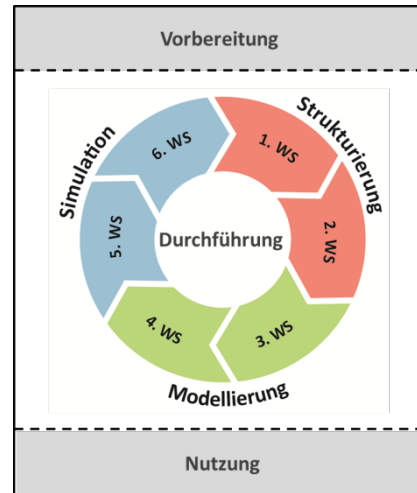 Vorbereitung
Strukturierung
1. WS
2. WS
Durchführung
3. WS
4. WS
Modellierung
5. WS
6. WS
Simulation
Nutzung